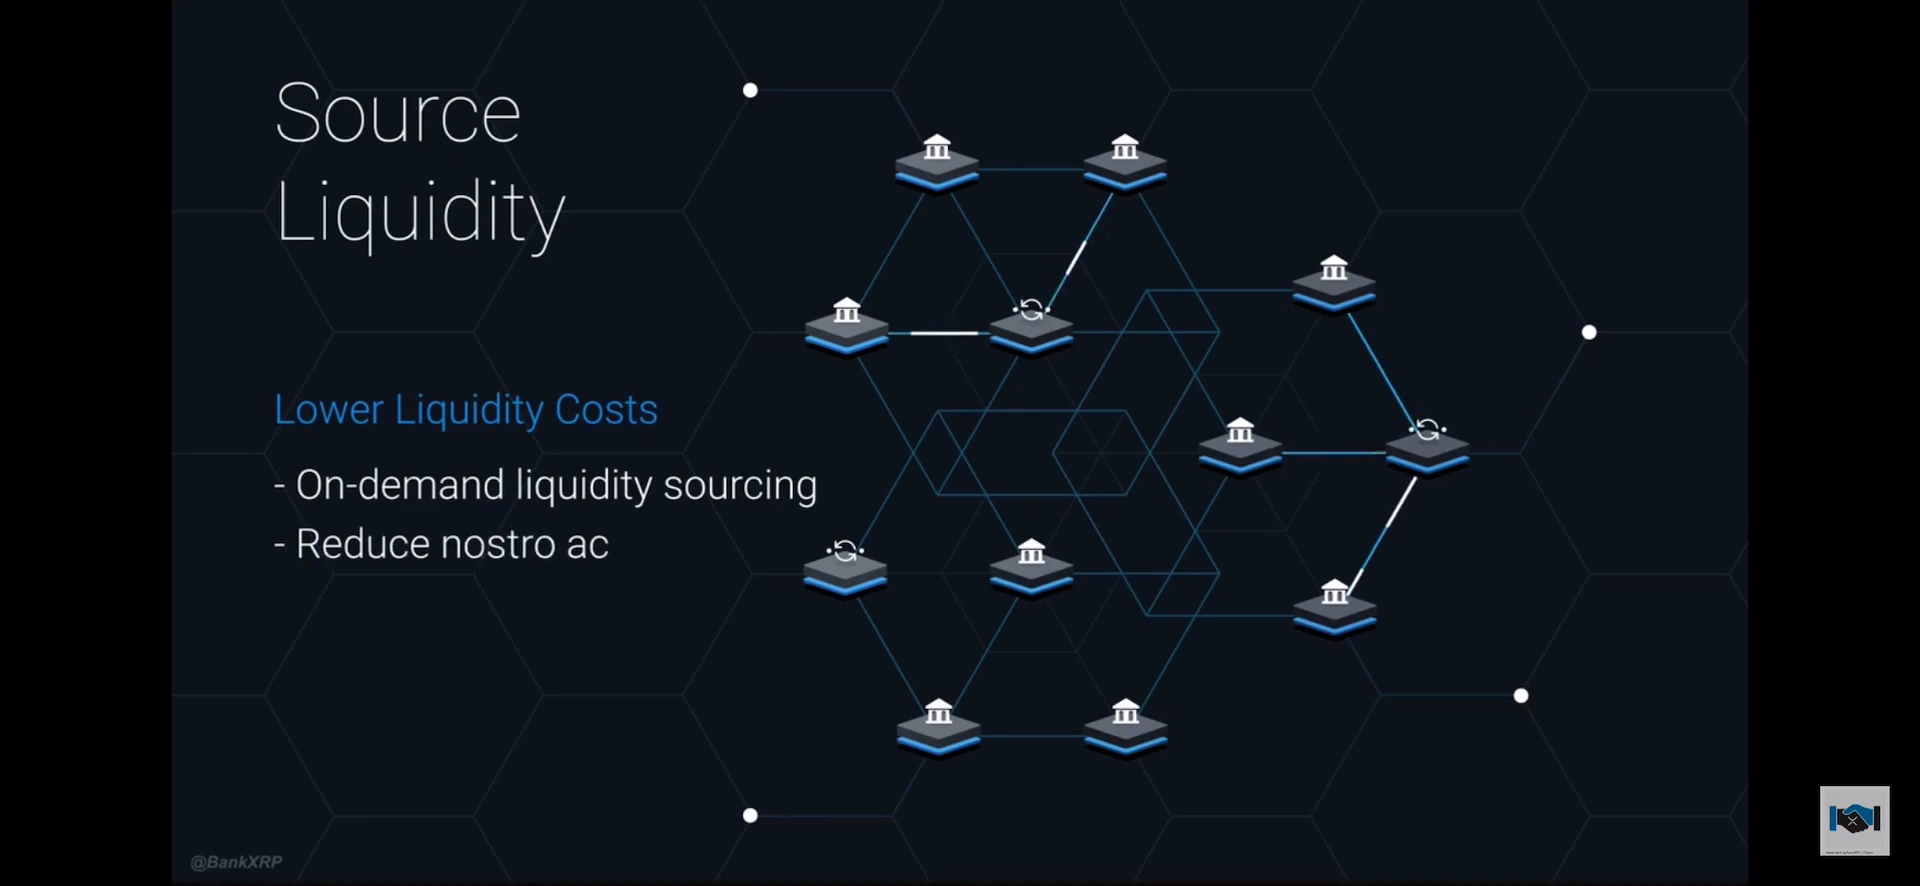 Source
Liquidity
Lower Liquidity Costs
- On-demand liquidity sourcing
- Reduce nostro ac
@BankXRP